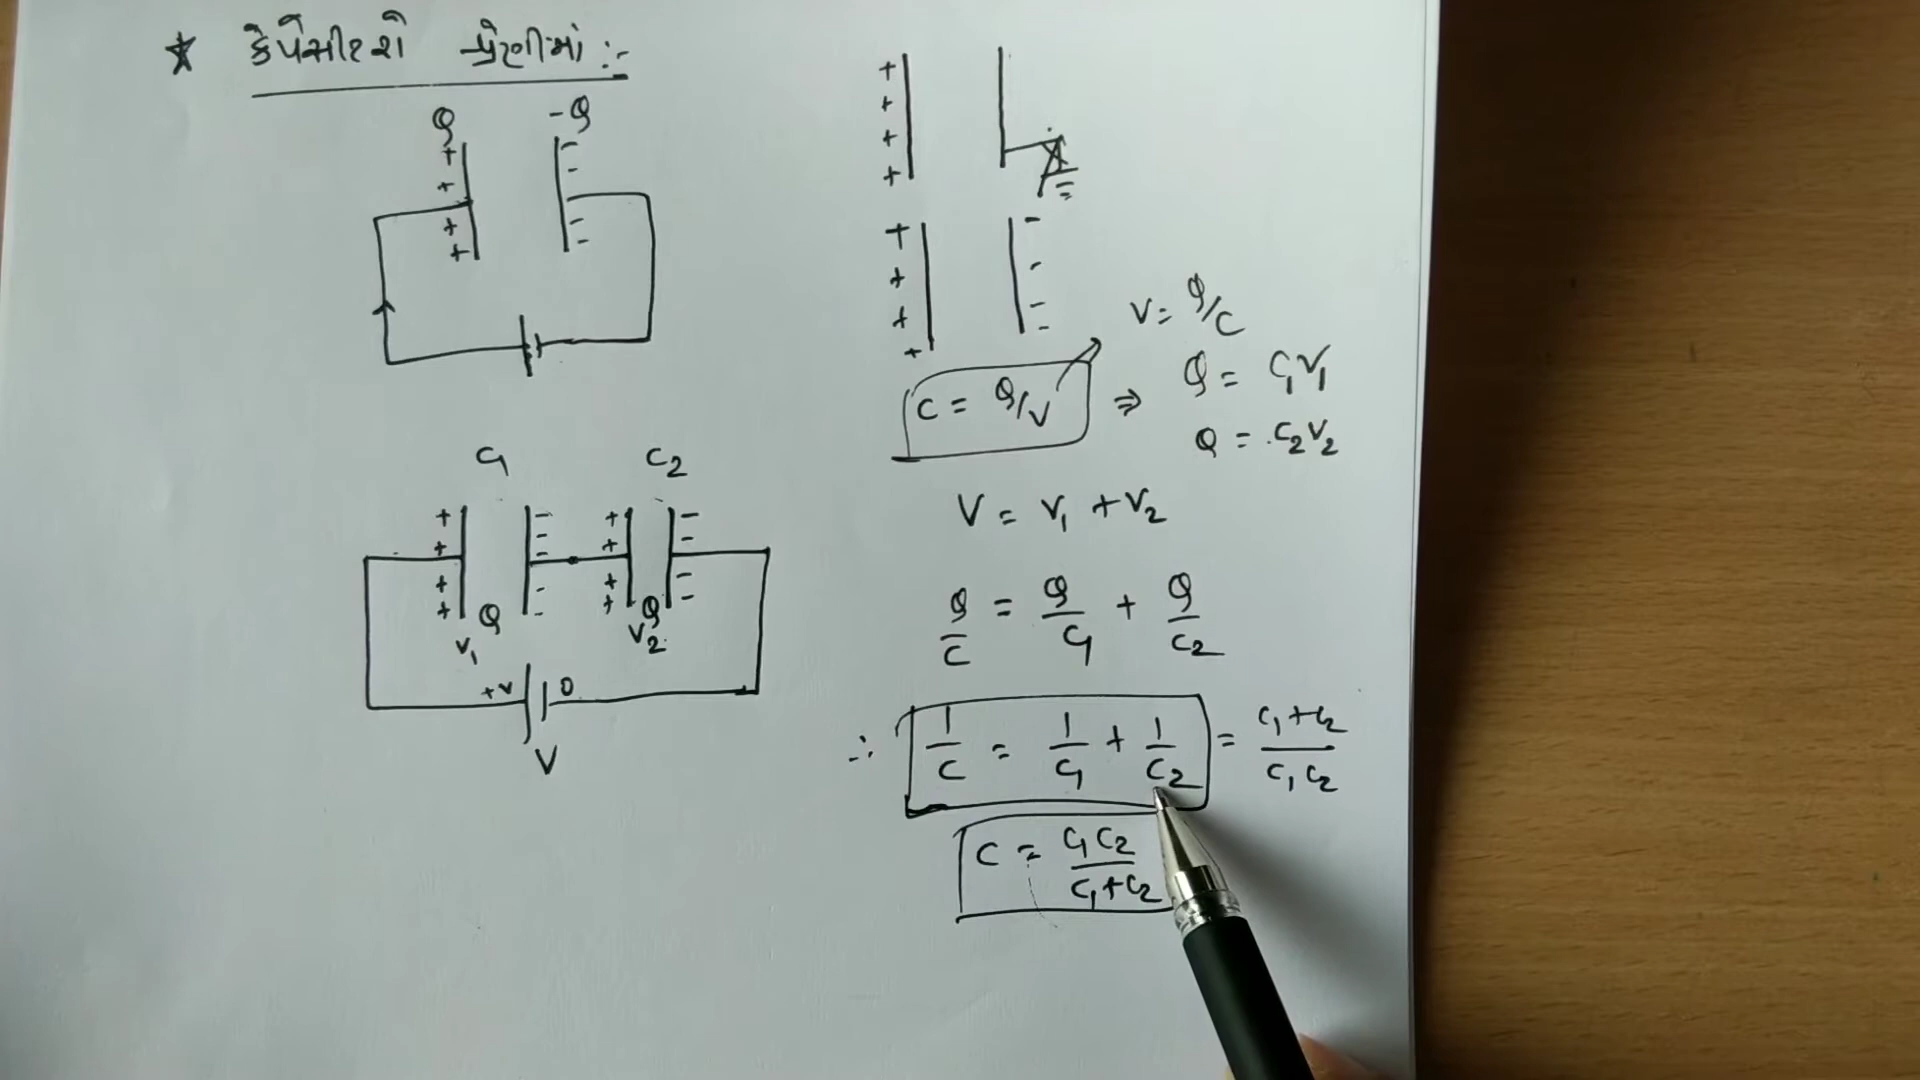 ★ કેપેસીટરો શ્રેણીમાં :-
Q -Q
+ -
+ -
+ -
+ -
C1 C2
+ - + -
+ - + -
+ - + -
+ - + -
Q Q
V1 V2
+V 0
V
+
+
+
+
+ -
+ -
+ -
+ -
V = Q/C
C = Q/V ⇒ Q = C1V1
Q = C2V2
V = V1 + V2
Q/C = Q/C1 + Q/C2
∴ 1/C = 1/C1 + 1/C2 = C1+C2/C1C2
C = C1C2/C1+C2